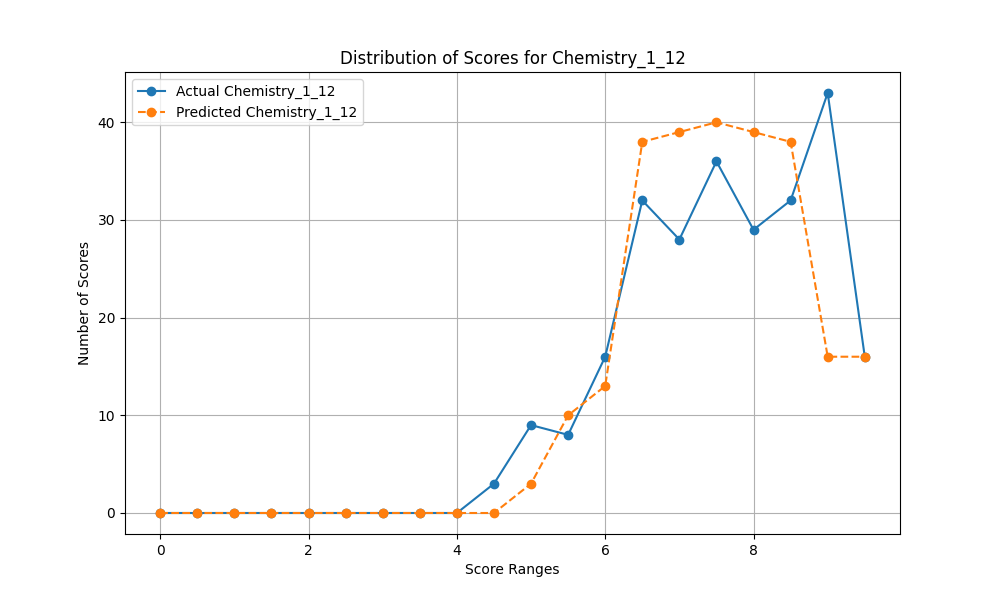 Distribution of Scores for Chemistry_1_12
Actual Chemistry_1_12
Predicted Chemistry_1_12
Number of Scores
40
30
20
10
0
0 2 4 6 8
Score Ranges